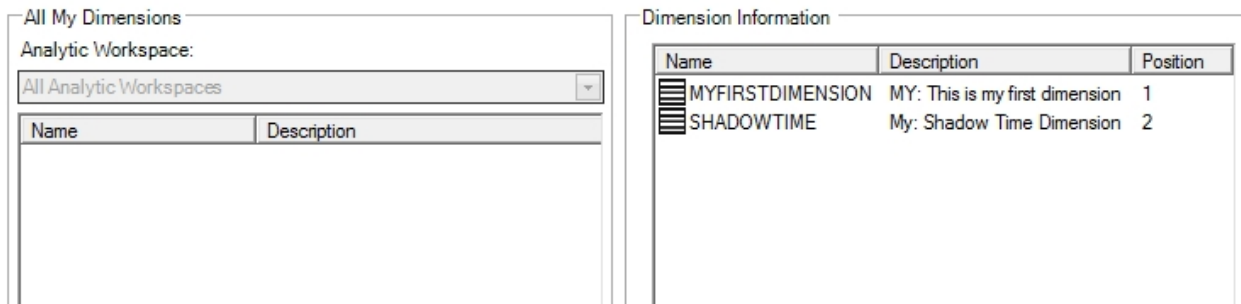 All My Dimensions
Analytic Workspace:
All Analytic Workspaces
Name Description
Dimension Information
Name Description Position
MYFIRSTDIMENSION MY: This is my first dimension 1
SHADOWTIME My: Shadow Time Dimension 2